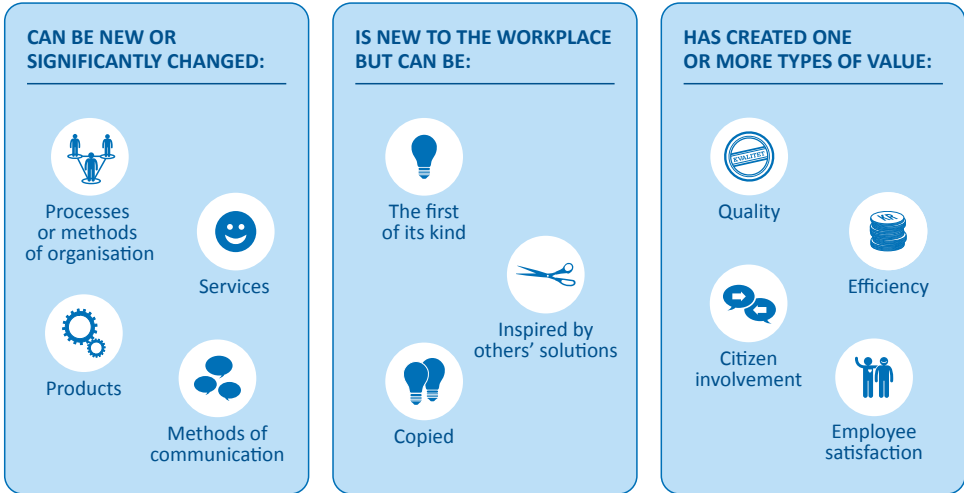 CAN BE NEW OR
SIGNIFICANTLY CHANGED:
Processes
or methods
of organisation
Services
Products
Methods of
communication
IS NEW TO THE WORKPLACE
BUT CAN BE:
The first
of its kind
Inspired by
others’ solutions
Copied
HAS CREATED ONE
OR MORE TYPES OF VALUE:
KVALITET
Quality
KR
Efficiency
Citizen
involvement
Employee
satisfaction